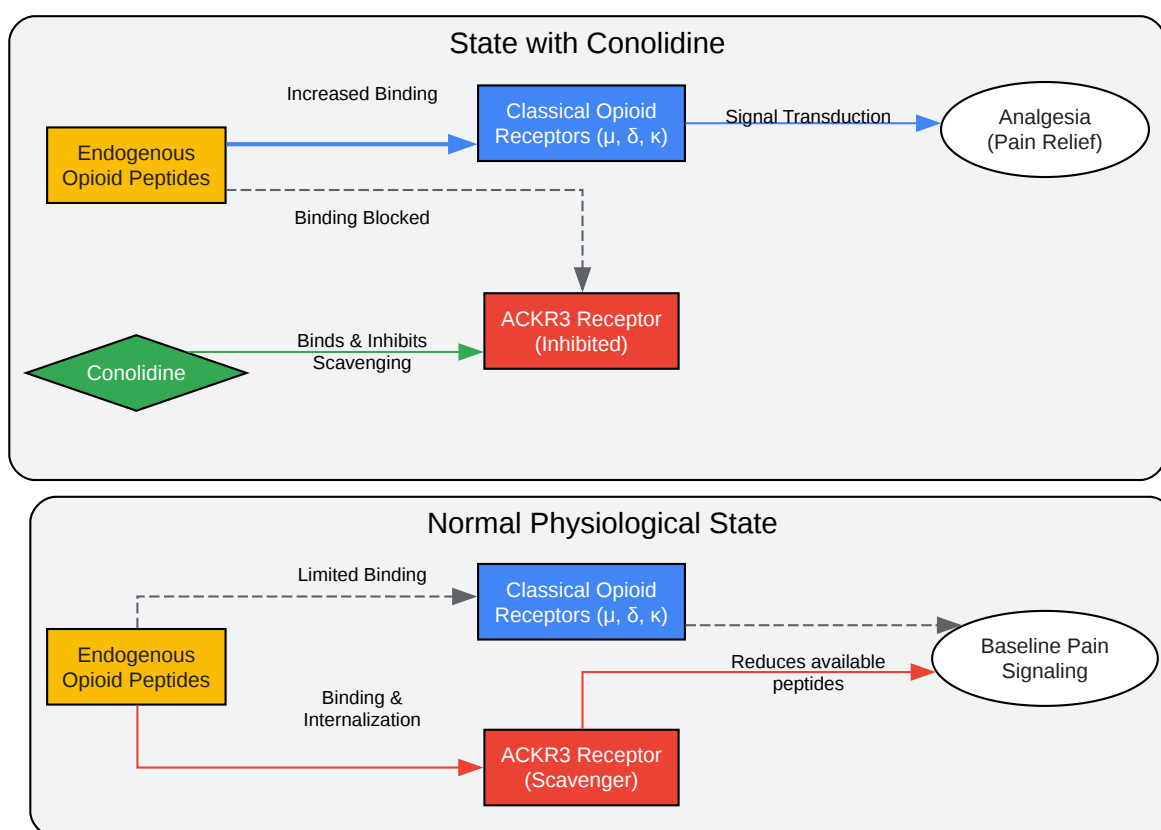 State with Conolidine
Increased Binding
Classical Opioid
Receptors (μ, δ, κ)
Signal Transduction
Analgesia
(Pain Relief)
Endogenous
Opioid Peptides
Binding Blocked
ACKR3 Receptor
(Inhibited)
Binds & Inhibits
Scavenging
Conolidine
Normal Physiological State
Limited Binding
Classical Opioid
Receptors (μ, δ, κ)
Endogenous
Opioid Peptides
Baseline Pain
Signaling
Reduces available
peptides
Binding &
Internalization
ACKR3 Receptor
(Scavenger)